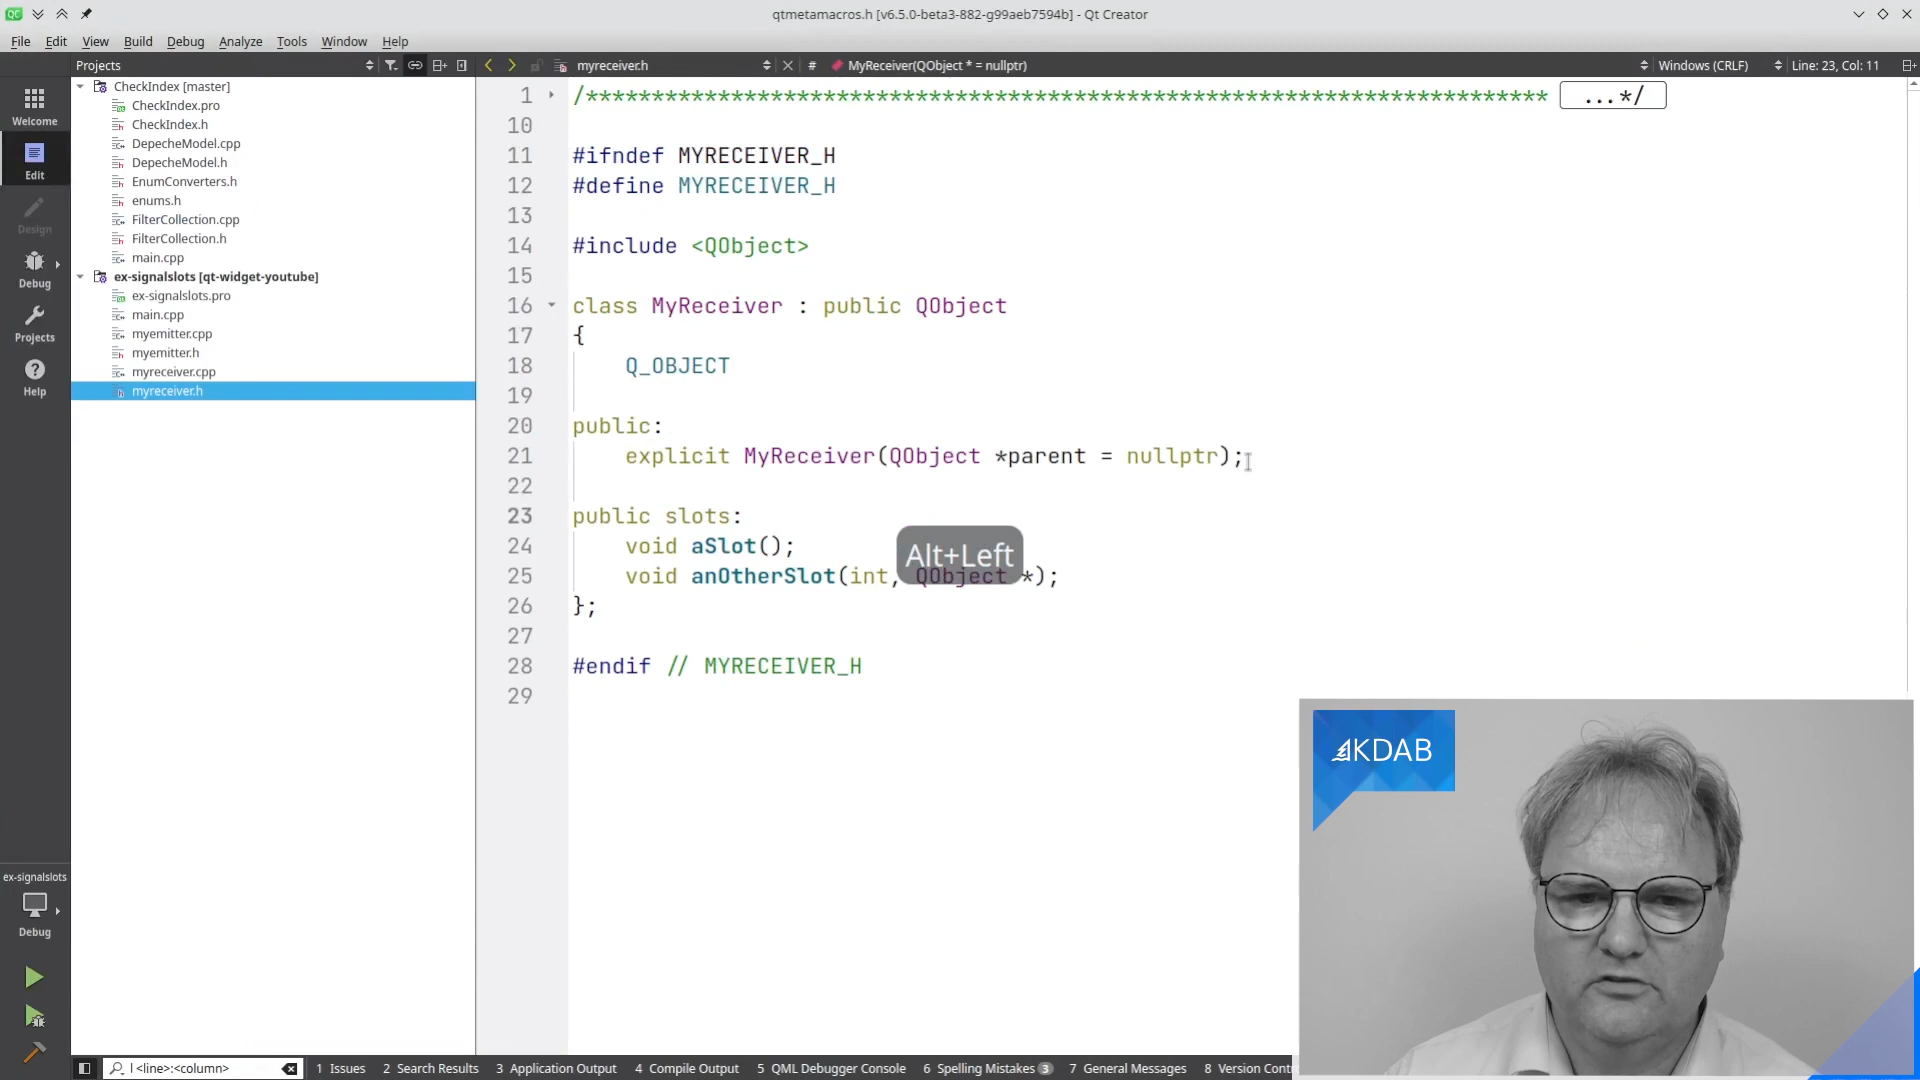 qtmetamacros.h [v6.5.0-beta3-882-g99aeb7594b] - Qt Creator
File Edit View Build Debug Analyze Tools Window Help
Projects
myreceiver.h
# MyReceiver(QObject * = nullptr)
Windows (CRLF)
Line: 23, Col: 11
Welcome
Edit
Design
Debug
Projects
Help
CheckIndex [master]
CheckIndex.pro
CheckIndex.h
DepecheModel.cpp
DepecheModel.h
EnumConverters.h
enums.h
FilterCollection.cpp
FilterCollection.h
main.cpp
ex-signalslots [qt-widget-youtube]
ex-signalslots.pro
main.cpp
myemitter.cpp
myemitter.h
myreceiver.cpp
myreceiver.h
1 /************************************************************************* ...*/
10
11 #ifndef MYRECEIVER_H
12 #define MYRECEIVER_H
13
14 #include <QObject>
15
16 class MyReceiver : public QObject
17 {
18 Q_OBJECT
19
20 public:
21 explicit MyReceiver(QObject *parent = nullptr);
22
23 public slots:
24 void aSlot();
25 void anOtherSlot(int, QObject *);
26 };
27
28 #endif // MYRECEIVER_H
29
Alt+Left
KDAB
ex-signalslots
Debug
l <line>:<column>
1 Issues 2 Search Results 3 Application Output 4 Compile Output 5 QML Debugger Console 6 Spelling Mistakes 3 7 General Messages 8 Version Contr